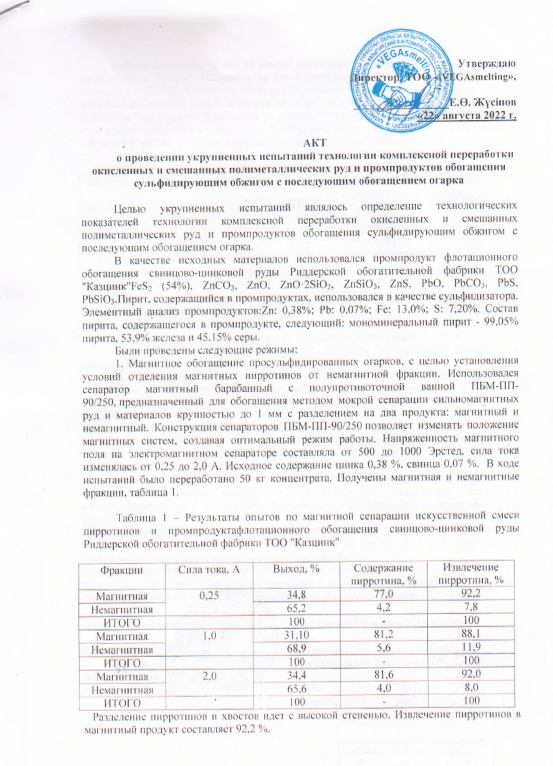 «VEGAsmelting»
Утверждаю
Директор ТОО «VEGAsmelting».
Е.Ө. Жүсінов
«22» августа 2022 г.
АКТ
о проведении укрупненных испытаний технологии комплексной переработки
окисленных и смешанных полиметаллических руд и промпродуктов обогащения
сульфидирующим обжигом с последующим обогащением огарка
Целью укрупненных испытаний являлось определение технологических
показателей технологии комплексной переработки окисленных и смешанных
полиметаллических руд и промпродуктов обогащения сульфидирующим обжигом с
последующим обогащением огарка.
В качестве исходных материалов использовался промпродукт флотационного
обогащения свинцово-цинковой руды Риддерской обогатительной фабрики ТОО
"Казцинк"FeS₂ (54%), ZnCO₃, ZnO, ZnO·2SiO₂, ZnSiO₃, ZnS, PbO, PbCO₃, PbS,
PbSiO₃.Пирит, содержащийся в промпродуктах, использовался в качестве сульфидизатора.
Элементный анализ промпродуктов:Zn: 0,38%; Pb: 0,07%; Fe: 13,0%; S: 7,20%. Состав
пирита, содержащегося в промпродукте, следующий: мономинеральный пирит - 99,05%
пирита, 53,9% железа и 45,15% серы.
Были проведены следующие режимы:
1. Магнитное обогащение просульфидированных огарков, с целью установления
условий отделения магнитных пирротинов от немагнитной фракции. Использовался
сепаратор магнитный барабанный с полупротивоточной ванной ПБМ-ПП-
90/250, предназначенный для обогащения методом мокрой сепарации сильномагнитных
руд и материалов крупностью до 1 мм с разделением на два продукта: магнитный и
немагнитный. Конструкция сепараторов ПБМ-ПП-90/250 позволяет изменять положение
магнитных систем, создавая оптимальный режим работы. Напряженность магнитного
поля на электромагнитном сепараторе составляла от 500 до 1000 Эрстед, сила тока
изменялась от 0,25 до 2,0 А. Исходное содержание цинка 0,38 %, свинца 0,07 %. В ходе
испытаний было переработано 50 кг концентрата. Получены магнитная и немагнитные
фракции, таблица 1.
Таблица 1 – Результаты опытов по магнитной сепарации искусственной смеси
пирротинов и промпродуктафлотационного обогащения свинцово-цинковой руды
Риддерской обогатительной фабрики ТОО "Казцинк"
Фракции Сила тока, А Выход, % Содержание пирротина, % Извлечение пирротина, %
Магнитная 0,25 34,8 77,0 92,2
Немагнитная 65,2 4,2 7,8
ИТОГО 100 - 100
Магнитная 1,0 31,10 81,2 88,1
Немагнитная 68,9 5,6 11,9
ИТОГО 100 - 100
Магнитная 2,0 34,4 81,6 92,0
Немагнитная 65,6 4,0 8,0
ИТОГО 100 - 100
Разделение пирротинов и хвостов идет с высокой степенью. Извлечение пирротинов в
магнитный продукт составляет 92,2 %.